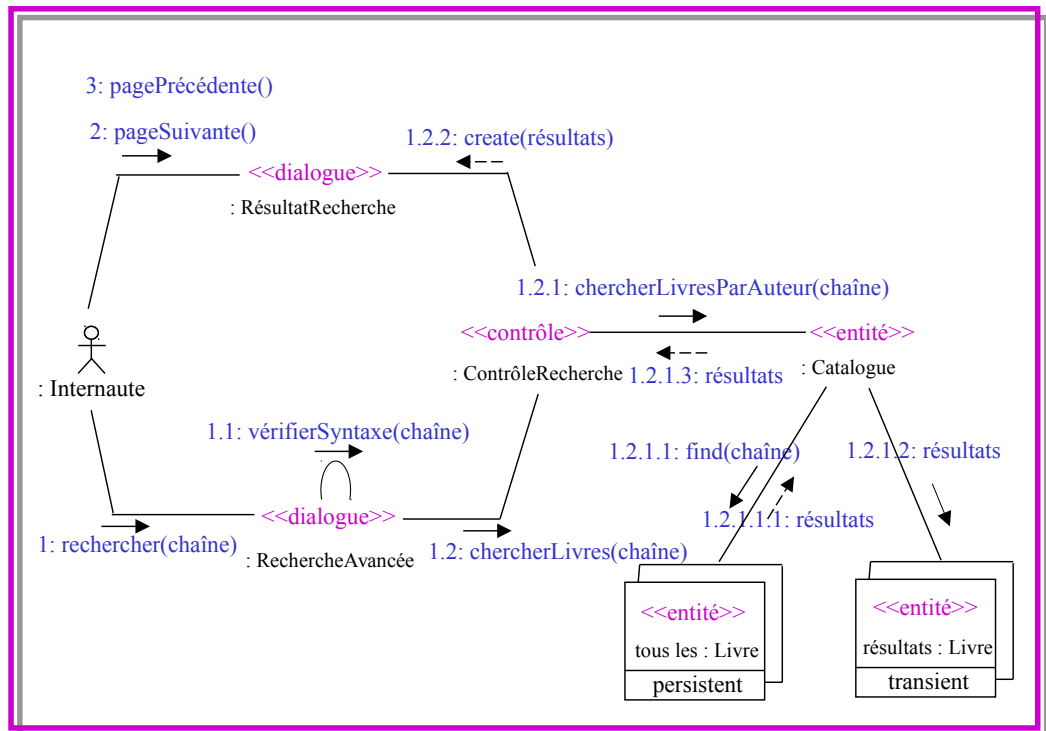 3: pagePrécédente()
2: pageSuivante()
1.2.2: create(résultats)
<<dialogue>>
: RésultatRecherche
1.2.1: chercherLivresParAuteur(chaîne)
<<contrôle>>
<<entité>>
: ContrôleRecherche
1.2.1.3: résultats
: Catalogue
: Internaute
1.1: vérifierSyntaxe(chaîne)
1.2.1.1: find(chaîne)
1.2.1.2: résultats
<<dialogue>>
1.2.1.1.1: résultats
1: rechercher(chaîne)
: RechercheAvancée
1.2: chercherLivres(chaîne)
<<entité>>
tous les : Livre
persistent
<<entité>>
résultats : Livre
transient